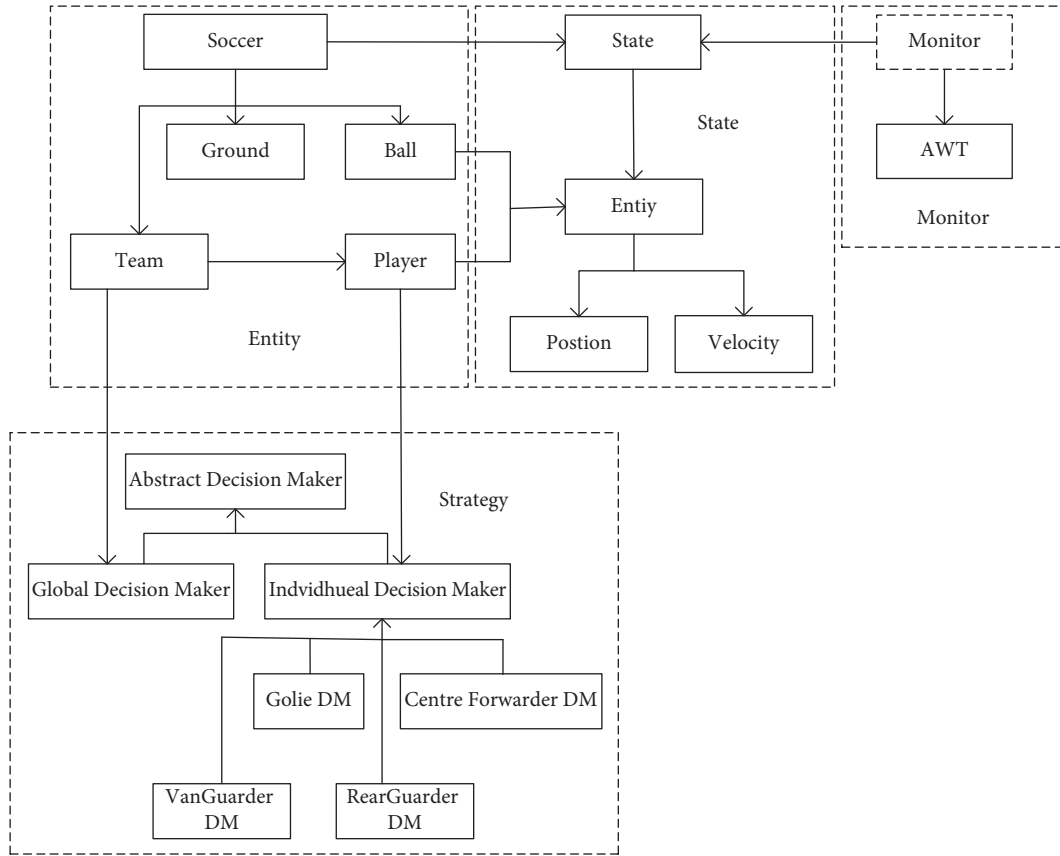 Soccer
State
Monitor
Ground
Ball
State
AWT
Entiy
Monitor
Team
Player
Entity
Postion
Velocity
Abstract Decision Maker
Strategy
Global Decision Maker
Indvidhueal Decision Maker
Golie DM
Centre Forwarder DM
VanGuarder
DM
RearGuarder
DM